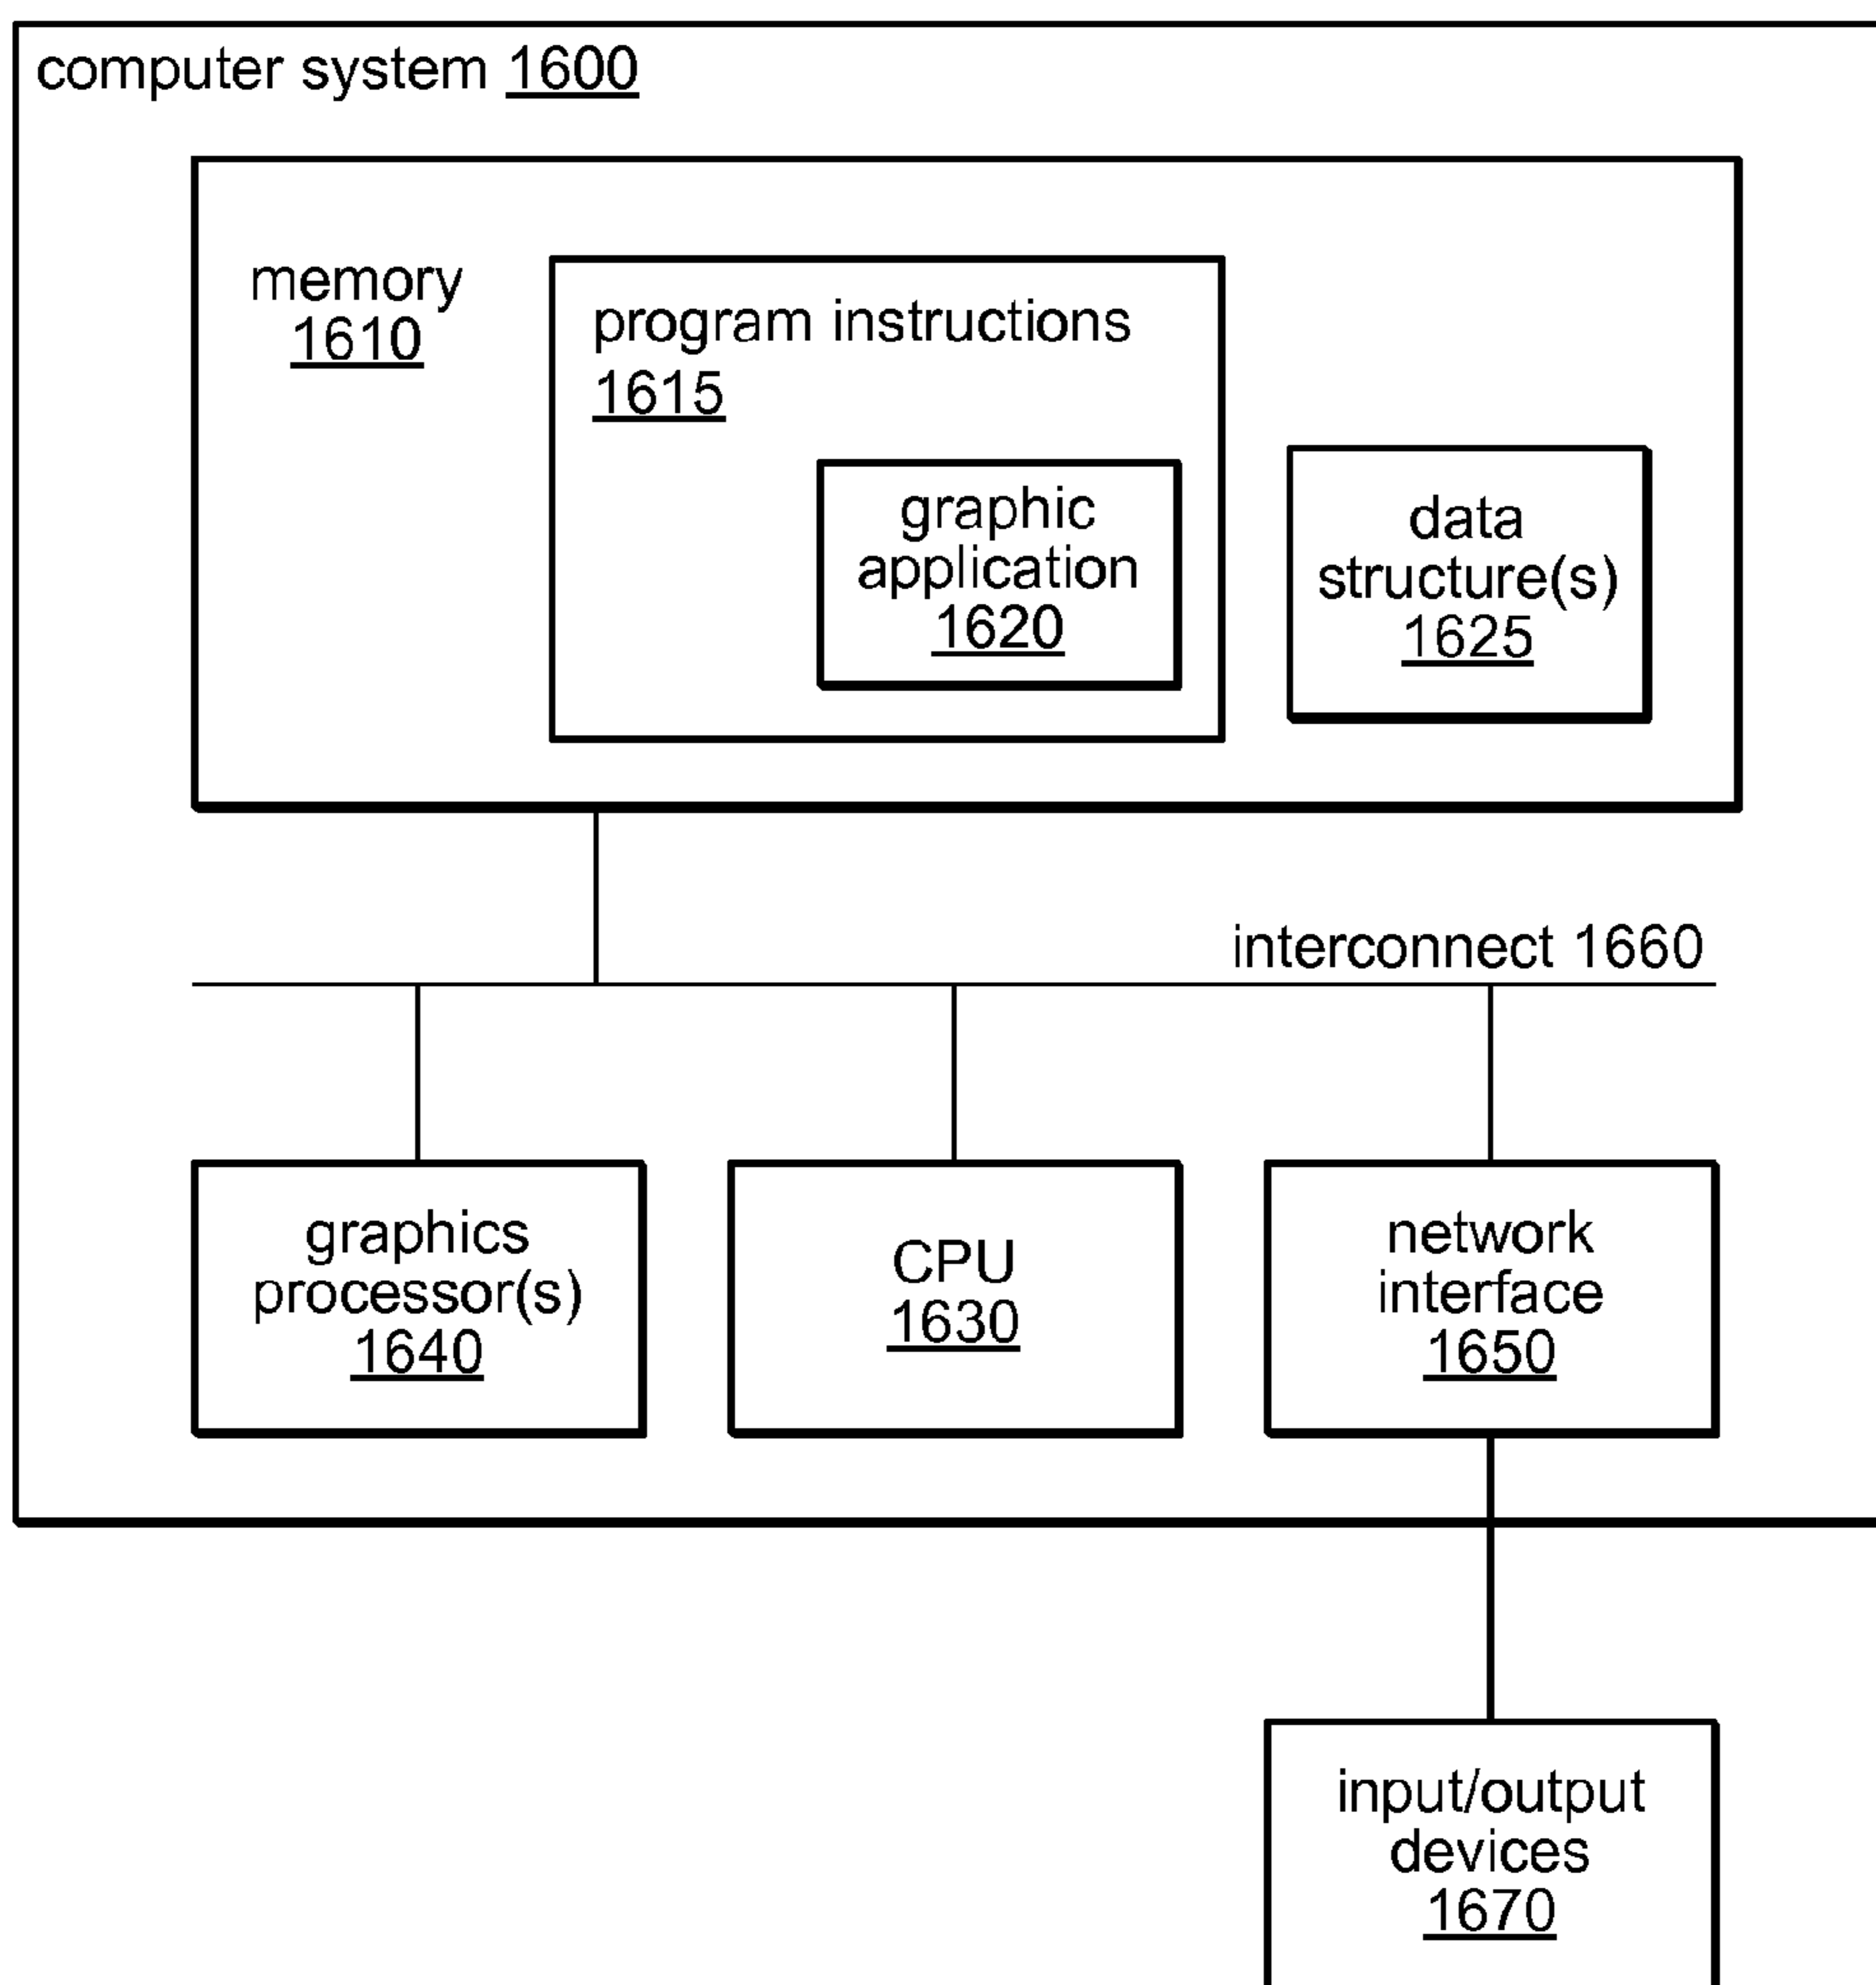 computer system 1600
memory
1610
program instructions
1615
graphic
application
1620
data
structure(s)
1625
interconnect 1660
graphics
processor(s)
1640
CPU
1630
network
interface
1650
input/output
devices
1670